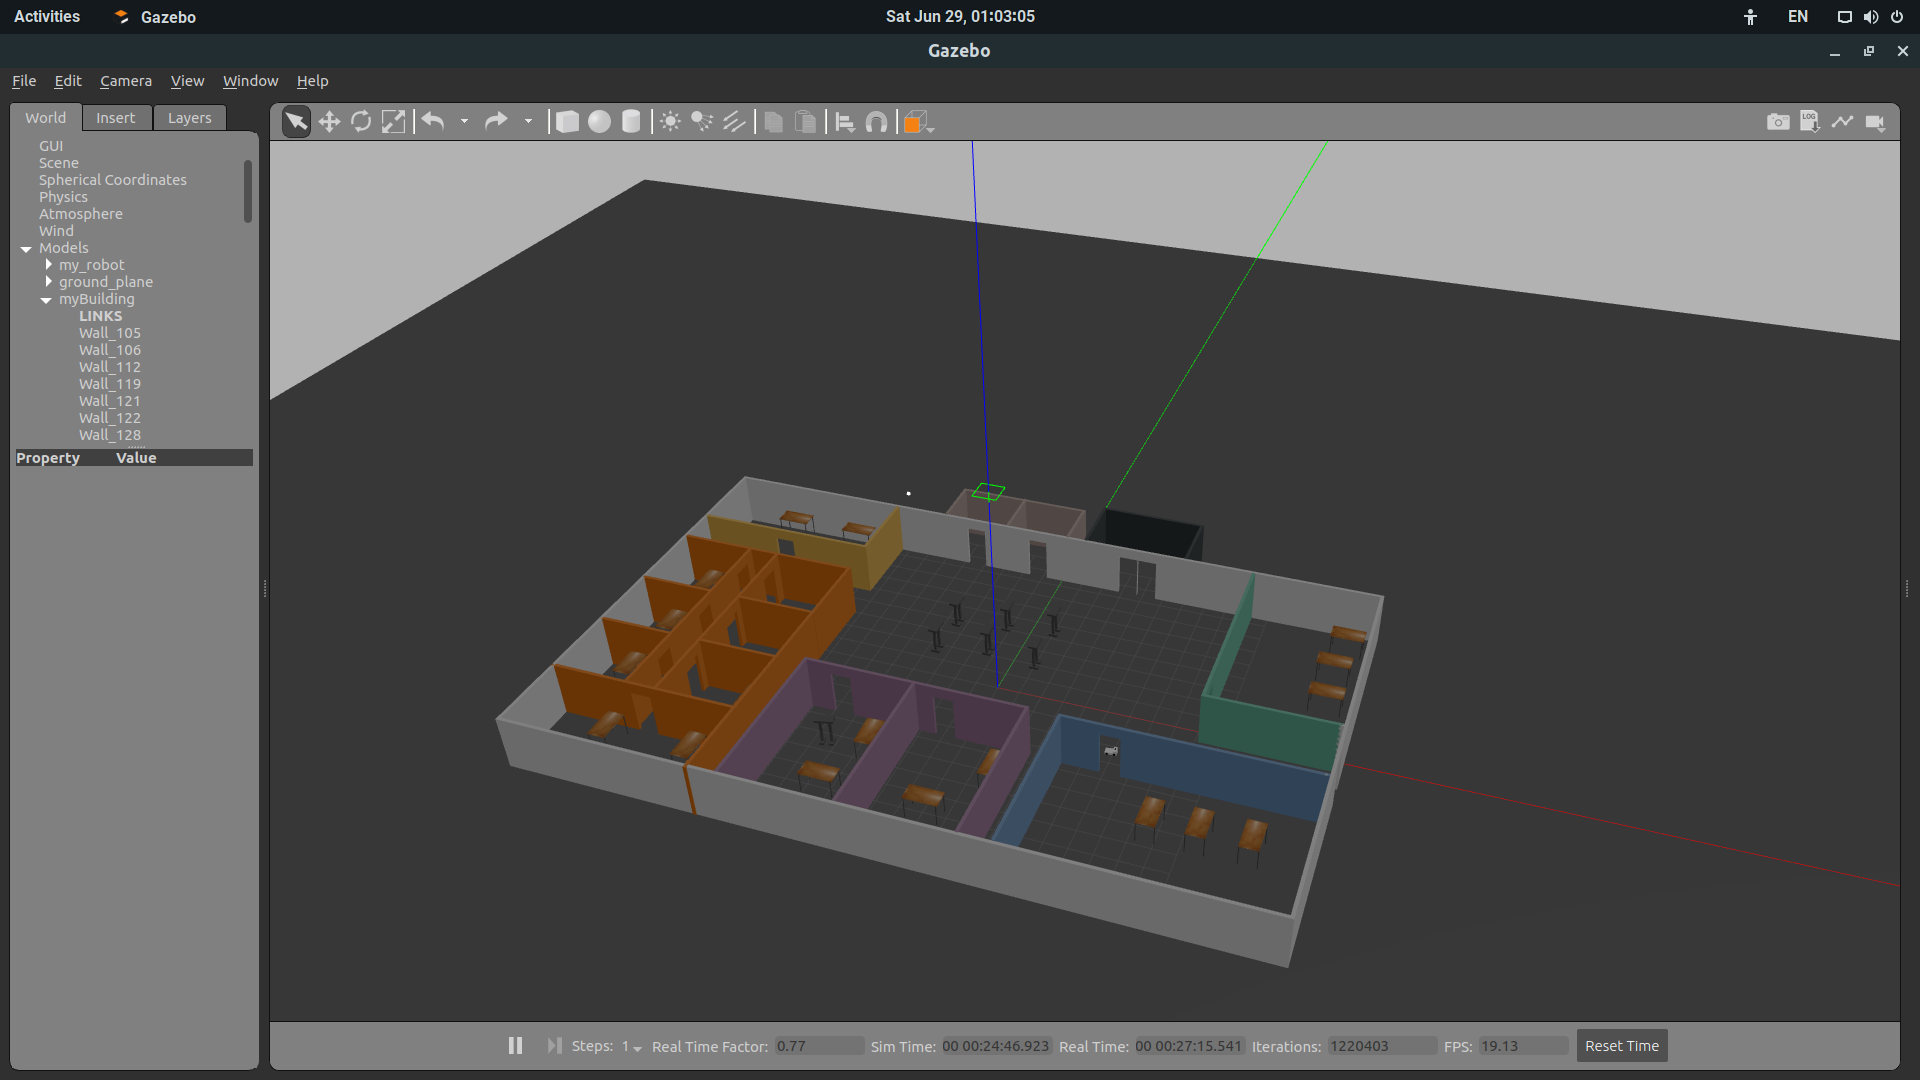 Activities Gazebo Sat Jun 29, 01:03:05 EN
Gazebo
File Edit Camera View Window Help
World Insert Layers
LOG
GUI
Scene
Spherical Coordinates
Physics
Atmosphere
Wind
Models
my_robot
ground_plane
myBuilding
LINKS
Wall_105
Wall_106
Wall_112
Wall_119
Wall_121
Wall_122
Wall_128
Property Value
Steps: 1 Real Time Factor: 0.77 Sim Time: 00 00:24:46.923 Real Time: 00 00:27:15.541 Iterations: 1220403 FPS: 19.13 Reset Time